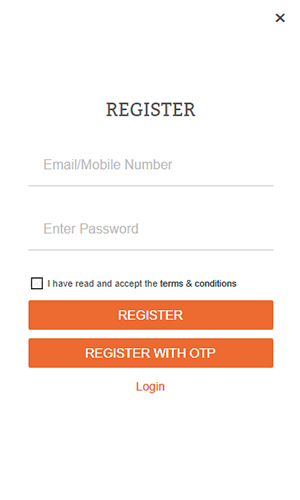 REGISTER
Email/Mobile Number
Enter Password
I have read and accept the terms & conditions
REGISTER
REGISTER WITH OTP
Login